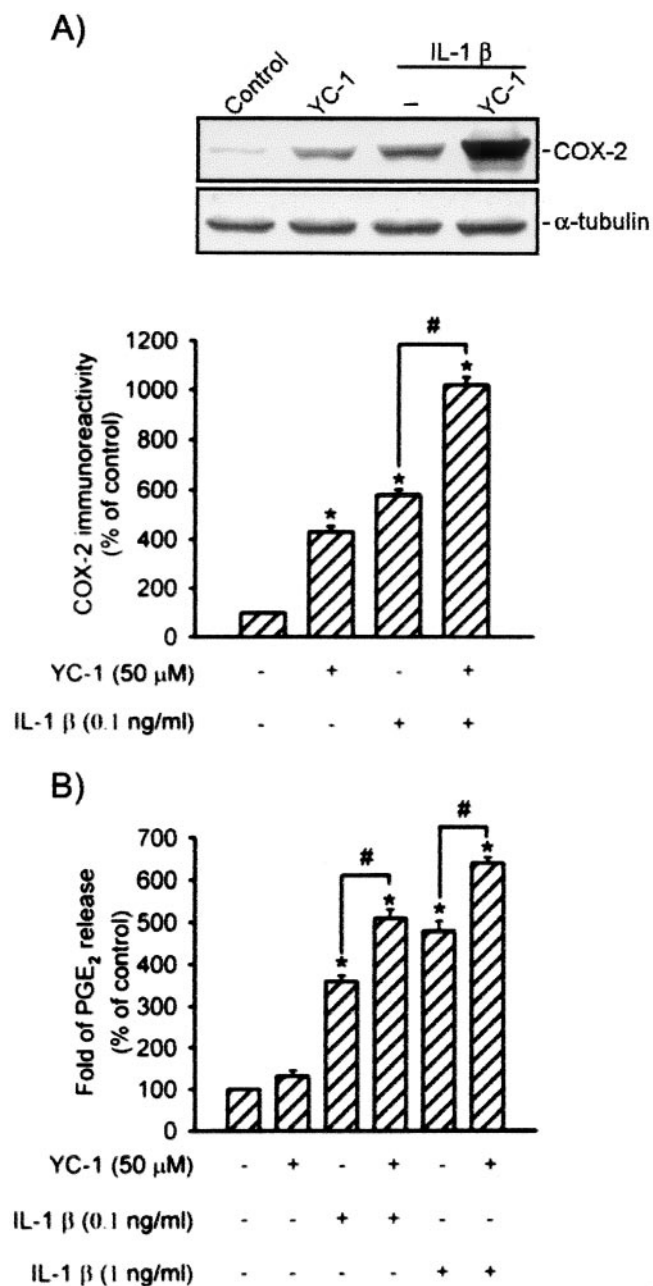 A)
IL-1 β
Control YC-1 – YC-1
-COX-2
-α-tubulin
COX-2 immunoreactivity
(% of control)
1200
1000
800
600
400
200
0
#
* * *
YC-1 (50 μM) - + - +
IL-1 β (0.1 ng/ml) - - + +
B)
Fold of PGE₂ release
(% of control)
700
600
500
400
300
200
100
0
# #
* * * *
YC-1 (50 μM) - + - + - +
IL-1 β (0.1 ng/ml) - - + + - -
IL-1 β (1 ng/ml) - - - - + +